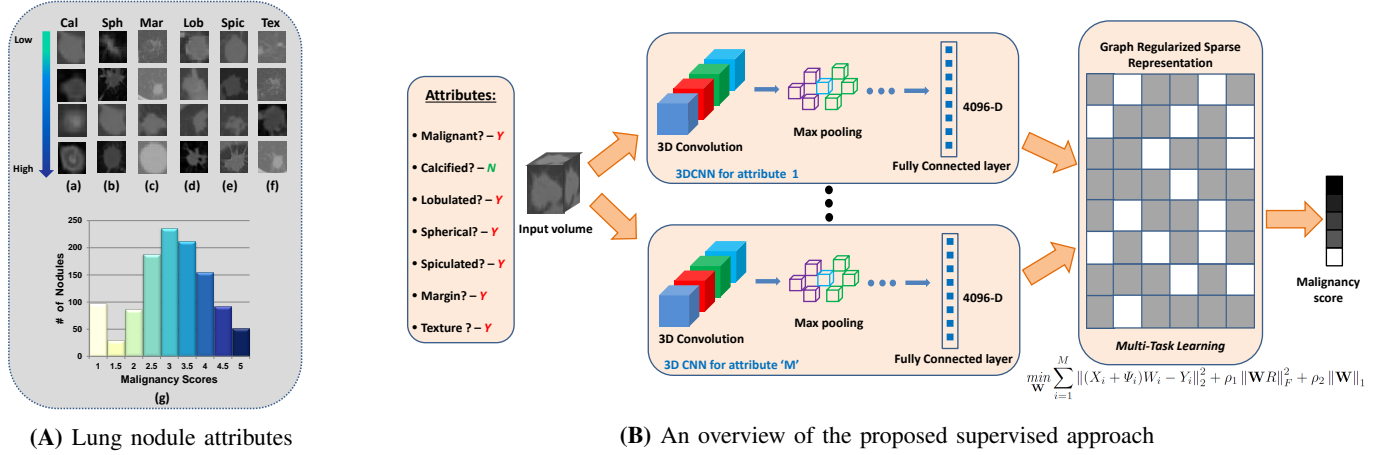 Cal Sph Mar Lob Spic Tex
Low
High
(a) (b) (c) (d) (e) (f)
# of Nodules
250
200
150
100
50
0
1 1.5 2 2.5 3 3.5 4 4.5 5
Malignancy Scores
(g)
(A) Lung nodule attributes
Attributes:
• Malignant? – Y
• Calcified? – N
• Lobulated? – Y
• Spherical? – Y
• Spiculated? – Y
• Margin? – Y
• Texture ? – Y
Input volume
3D Convolution
Max pooling
4096-D
Fully Connected layer
3DCNN for attribute 1
3D Convolution
Max pooling
4096-D
Fully Connected layer
3D CNN for attribute ‘M’
Graph Regularized Sparse
Representation
Multi-Task Learning
Malignancy
score
min_W ∑_{i=1}^{M} ‖(X_i + Ψ_i)W_i − Y_i‖_2^2 + ρ_1 ‖WR‖_F^2 + ρ_2 ‖W‖_1
(B) An overview of the proposed supervised approach